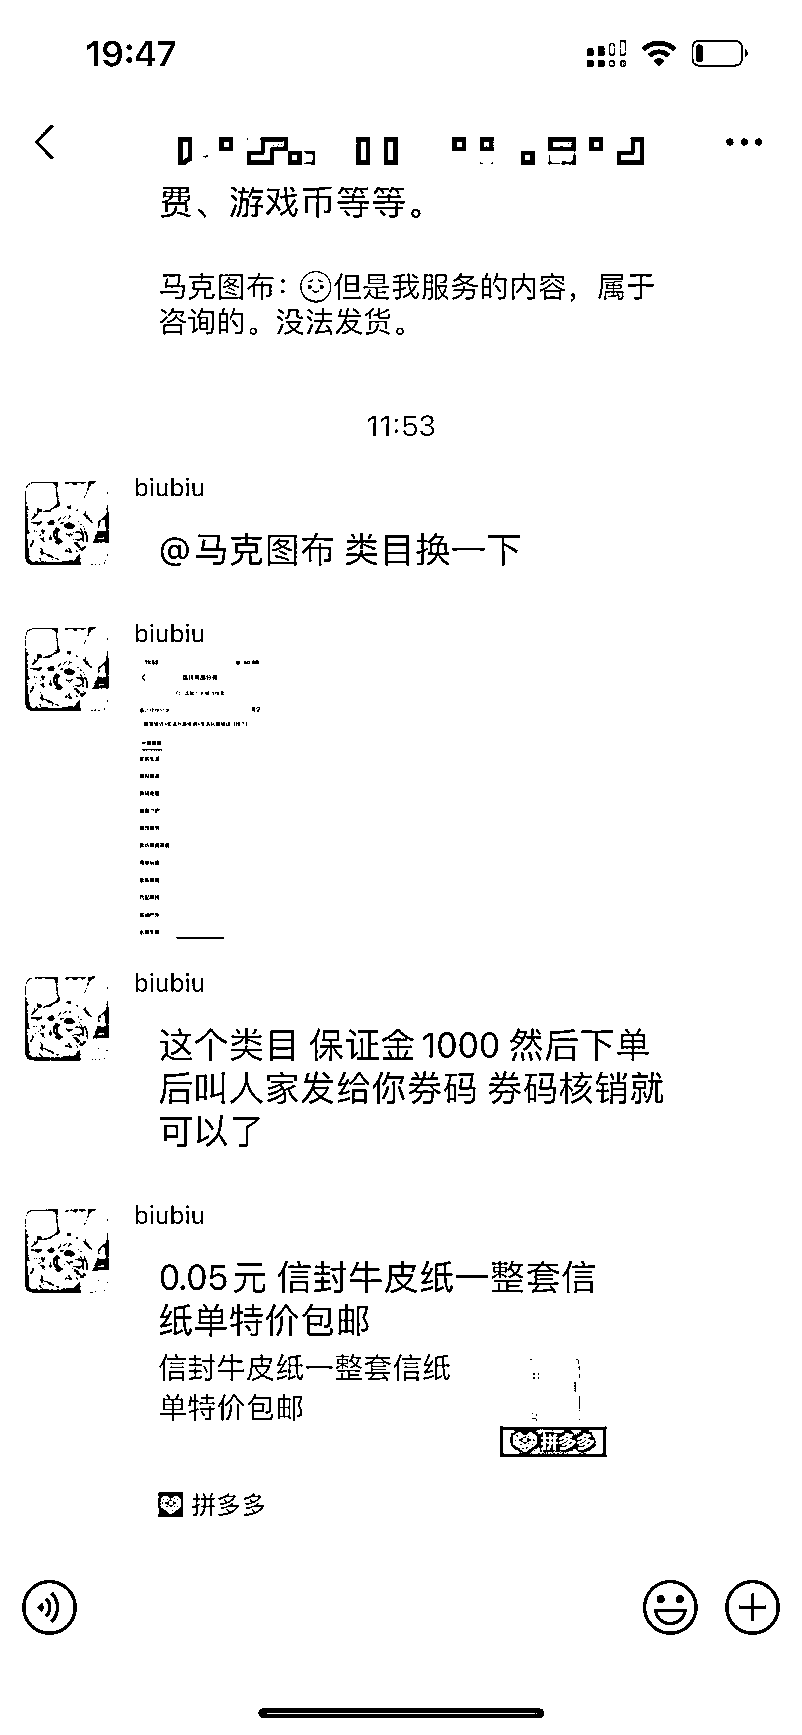 19:47
费、游戏币等等。
马克图布：但是我服务的内容，属于
咨询的。没法发货。
11:53
biubiu
@马克图布 类目换一下
biubiu
biubiu
这个类目 保证金1000 然后下单
后叫人家发给你券码 券码核销就
可以了
biubiu
0.05元 信封牛皮纸一整套信
纸单特价包邮
信封牛皮纸一整套信纸
单特价包邮
拼多多
拼多多